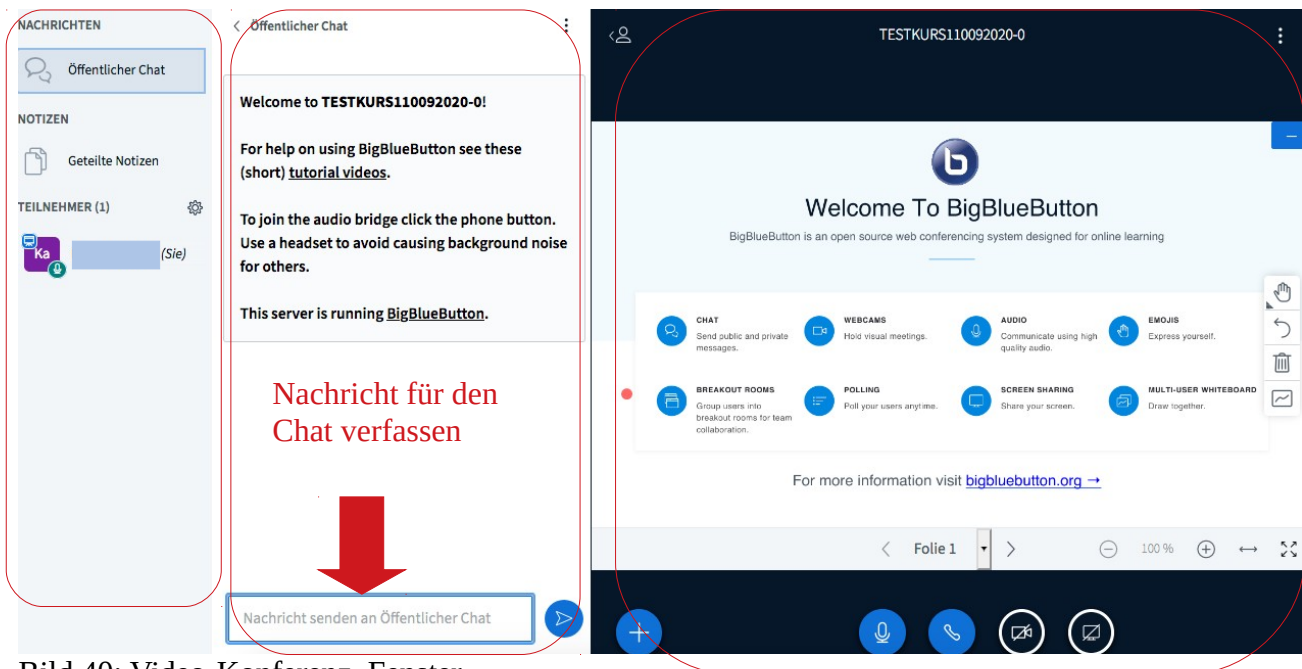 NACHRICHTEN
Öffentlicher Chat
NOTIZEN
Geteilte Notizen
TEILNEHMER (1)
Ka
(Sie)
Öffentlicher Chat
Welcome to TESTKURS110092020-0!
For help on using BigBlueButton see these
(short) tutorial videos.
To join the audio bridge click the phone button.
Use a headset to avoid causing background noise
for others.
This server is running BigBlueButton.
Nachricht für den
Chat verfassen
Nachricht senden an Öffentlicher Chat
TESTKURS110092020-0
b
Welcome To BigBlueButton
BigBlueButton is an open source web conferencing system designed for online learning
CHAT
Send public and private
messages.
WEBCAMS
Hold visual meetings.
AUDIO
Communicate using high
quality audio.
EMOJIS
Express yourself.
BREAKOUT ROOMS
Group users into
breakout rooms for team
collaboration.
POLLING
Poll your users anytime.
SCREEN SHARING
Share your screen.
MULTI-USER WHITEBOARD
Draw together.
For more information visit bigbluebutton.org →
Folie 1
100 %
Bild 40: Video-Konferenz, Fenster